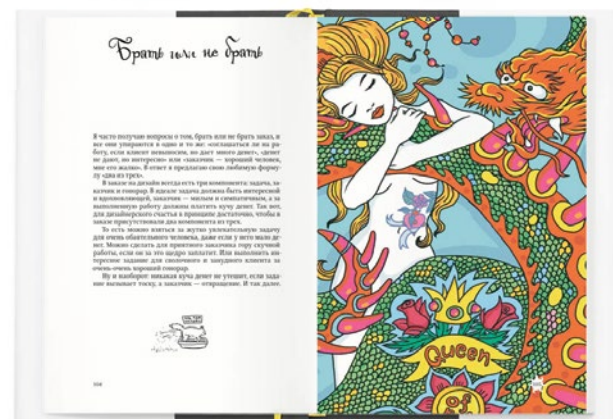 Брать или не брать
Я часто получаю вопросы о том, брать или не брать заказ, и
все они упираются в одно и то же: «соглашаться ли на ра-
боту, если клиент невыносим, но дает много денег», «денег
не дают, но интересно» или «заказчик — хороший человек,
мне его жалко». В ответ я предлагаю свою любимую форму-
лу «два из трех».
В заказе на дизайн всегда есть три компонента: задача, за-
казчик и гонорар. В идеале задача должна быть интересной
и вдохновляющей, заказчик — милым и симпатичным, а за
выполненную работу должны платить кучу денег. Так вот,
для дизайнерского счастья в принципе достаточно, чтобы в
заказе присутствовали два компонента из трех.
То есть можно взяться за жутко увлекательную задачу
для очень обаятельного человека, даже если у него мало де-
нег. Можно сделать для приятного заказчика гору скучной
работы, если он за это щедро заплатит. Или выполнить ин-
тересное задание для сволочного и занудного клиента за
очень-очень хороший гонорар.
Ну и наоборот: никакая куча денег не утешит, если зада-
ние вызывает тоску, а заказчик — отвращение. И так далее.
Queen
of